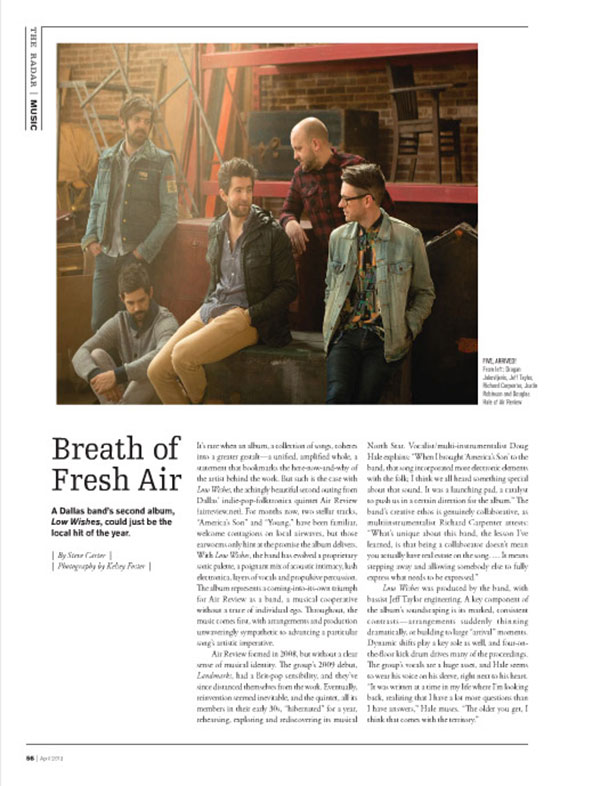 THE RADAR | MUSIC
FIVE, ARRIVED!
From left:
Jeff Taylor,
Richard Carpenter, Justin
Robinson and Douglas
Hale of Air Review
Breath of
Fresh Air
A Dallas band's second album,
Low Wishes, could just be the
local hit of the year.
| By Steve Carter |
| Photography by Kelsey Foster |
It's rare when an album, a collection of songs, coheres
into a greater gestalt—a unified, amplified whole, a
statement that bookmarks the here-now-and-why of
the artist behind the work. But such is the case with
Low Wishes, the achingly beautiful second outing from
Dallas' indie-pop-folktronica quintet Air Review
(airreview.net). For months now, two stellar tracks,
"America's Son" and "Young," have been familiar,
welcome contagions on local airwaves, but those
earworms only hint at the promise the album delivers.
With Low Wishes, the band has evolved a proprietary
sonic palette, a poignant mix of acoustic intimacy, lush
electronica, layers of vocals and propulsive percussion.
The album represents a coming-into-its-own triumph
for Air Review as a band, a musical cooperative
without a trace of individual ego. Throughout, the
music comes first, with arrangements and production
unwaveringly sympathetic to advancing a particular
song's artistic imperative.
Air Review formed in 2008, but without a clear
sense of musical identity. The group's 2009 debut,
Landmarks, had a Brit-pop sensibility, and they've
since distanced themselves from the work. Eventually,
reinvention seemed inevitable, and the quintet, all its
members in their early 30s, "hibernated" for a year,
rehearsing, exploring and rediscovering its musical
North Star. Vocalist/multi-instrumentalist Doug
Hale explains: "When I brought 'America's Son' to the
band, that song incorporated more electronic elements
with the folk; I think we all heard something special
about that sound. It was a launching pad, a catalyst
to push us in a certain direction for the album." The
band's creative ethos is genuinely collaborative, as
multiinstrumentalist Richard Carpenter attests:
"What's unique about this band, the lesson I've
learned, is that being a collaborator doesn't mean
you actually have real estate on the song. … It means
stepping away and allowing somebody else to fully
express what needs to be expressed."
Low Wishes was produced by the band, with
bassist Jeff Taylor engineering. A key component of
the album's soundscaping is its marked, consistent
contrasts—arrangements suddenly thinning
dramatically, or building to large "arrival" moments.
Dynamic shifts play a key role as well, and four-on-
the-floor kick drum drives many of the proceedings.
The group's vocals are a huge asset, and Hale seems
to wear his voice on his sleeve, right next to his heart.
"It was written at a time in my life where I'm looking
back, realizing that I have a lot more questions than
I have answers," Hale muses. "The older you get, I
think that comes with the territory."
| April 2013